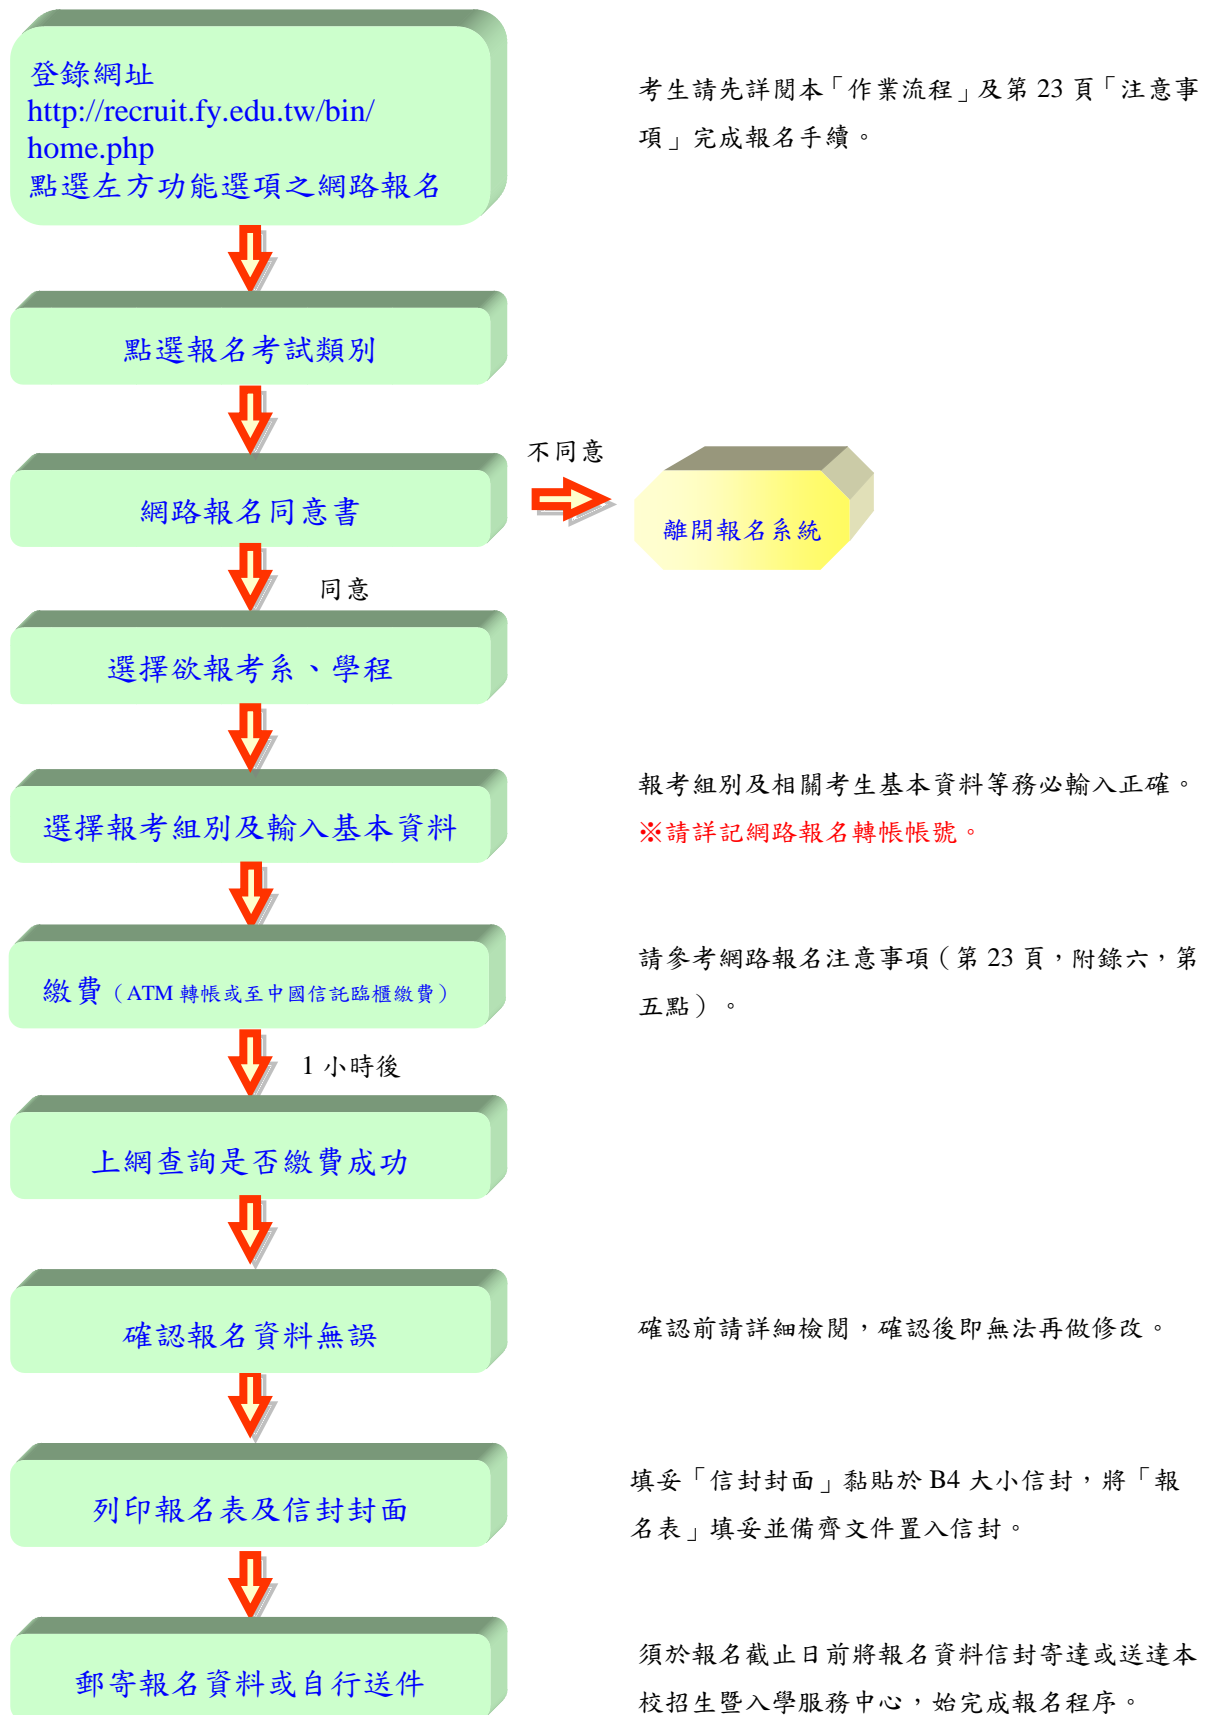 登錄網址
http://recruit.fy.edu.tw/bin/
home.php
點選左方功能選項之網路報名
考生請先詳閱本「作業流程」及第 23 頁「注意事
項」完成報名手續。
點選報名考試類別
網路報名同意書
不同意
離開報名系統
同意
選擇欲報考系、學程
選擇報考組別及輸入基本資料
報考組別及相關考生基本資料等務必輸入正確。
※請詳記網路報名轉帳帳號。
繳費（ATM 轉帳或至中國信託臨櫃繳費）
請參考網路報名注意事項（第 23 頁，附錄六，第
五點）。
1 小時後
上網查詢是否繳費成功
確認報名資料無誤
確認前請詳細檢閱，確認後即無法再做修改。
列印報名表及信封封面
填妥「信封封面」黏貼於 B4 大小信封，將「報
名表」填妥並備齊文件置入信封。
郵寄報名資料或自行送件
須於報名截止日前將報名資料信封寄達或送達本
校招生暨入學服務中心，始完成報名程序。